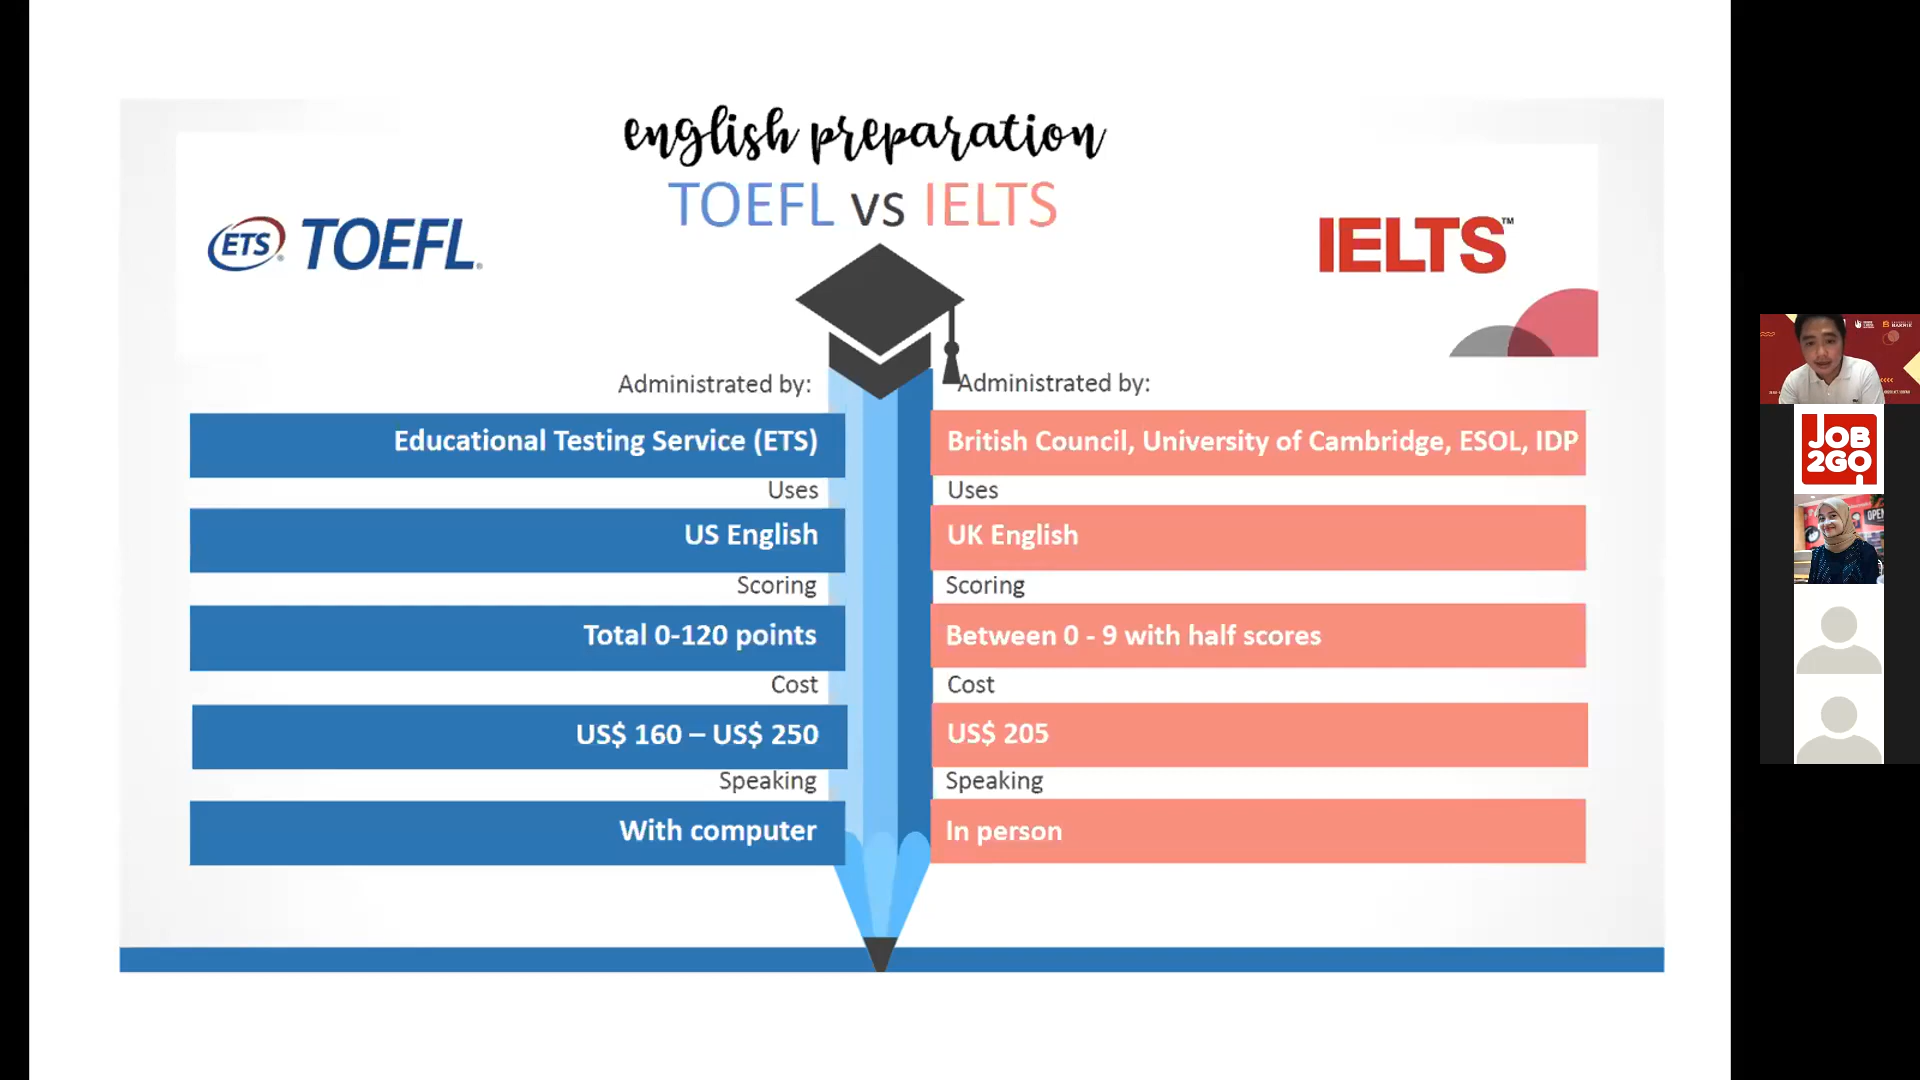 english preparation
TOEFL vs IELTS
ETS® TOEFL®
IELTS™
Administrated by:
Educational Testing Service (ETS)
Uses
US English
Scoring
Total 0-120 points
Cost
US$ 160 – US$ 250
Speaking
With computer
Administrated by:
British Council, University of Cambridge, ESOL, IDP
Uses
UK English
Scoring
Between 0 - 9 with half scores
Cost
US$ 205
Speaking
In person
JOB
2GO
OPEN